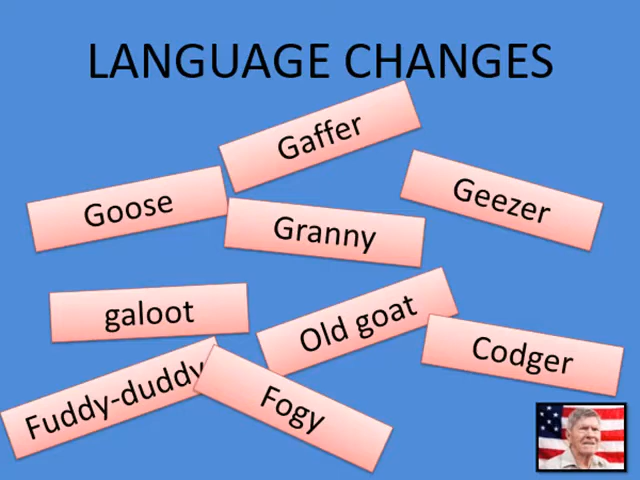 LANGUAGE CHANGES
Gaffer
Goose
Geezer
Granny
galoot
Old goat
Codger
Fuddy-duddy
Fogy